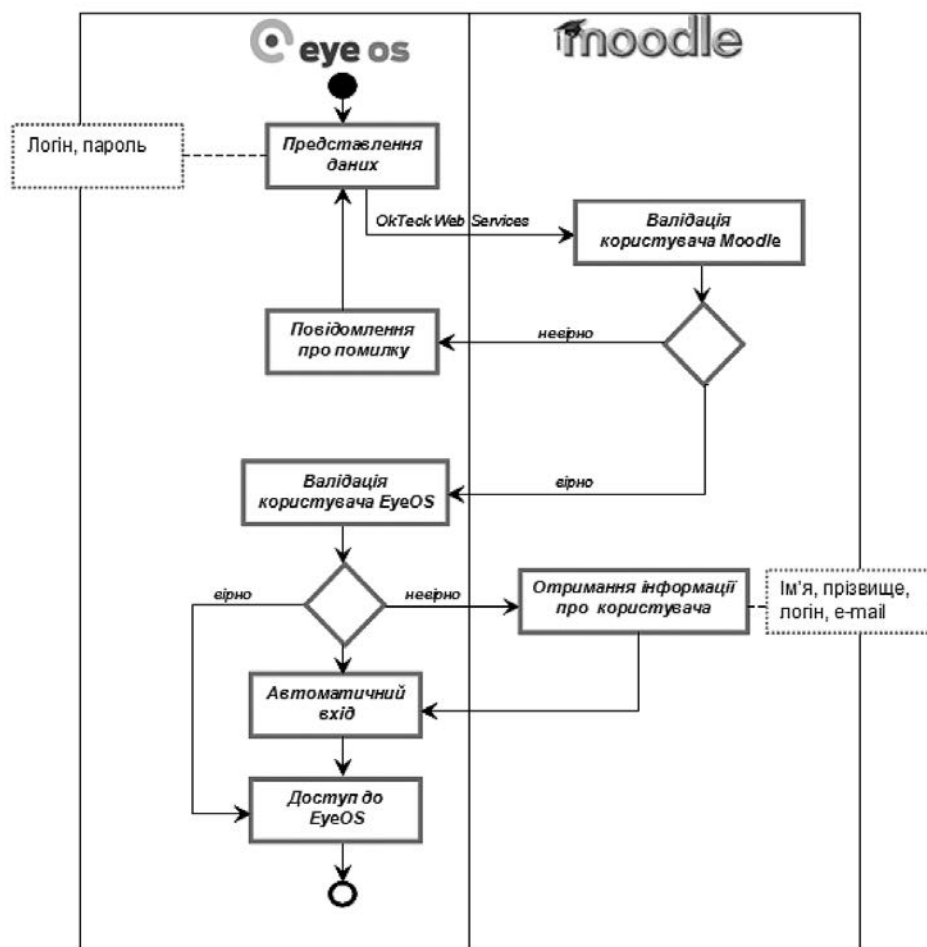 eye os
moodle
Логін, пароль
Представлення
даних
OkTeck Web Services
Валідація
користувача Moodle
Повідомлення
про помилку
невірно
Валідація
користувача EyeOS
вірно
вірно
невірно
Отримання інформації
про користувача
Ім'я, прізвище,
логін, e-mail
Автоматичний
вхід
Доступ до
EyeOS